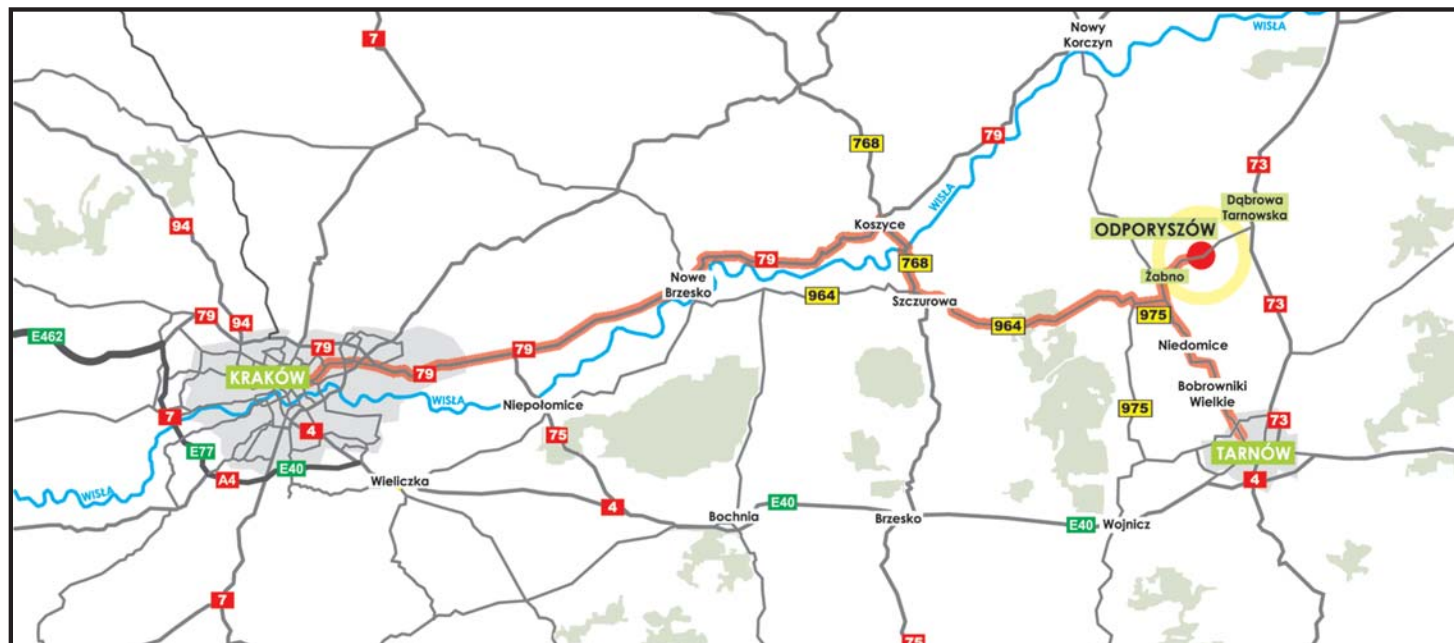 7
Nowy
Korczyn
WISŁA
768
79
73
94
WISŁA
Dąbrowa
Tarnowska
Koszyce
ODPORYSZÓW
79
768
Żabno
Nowe
Brzesko
964
Szczurowa
73
79
94
E462
975
964
79
79
Niedomice
KRAKÓW
79
Bobrowniki
Wielkie
WISŁA
Niepołomice
975
7
4
73
75
E77
TARNÓW
E40
A4
Wieliczka
4
WISŁA
4
E40
Bochnia
Brzesko
E40
Wojnicz
7
75